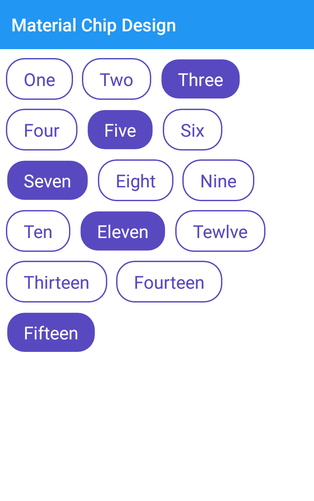 Material Chip Design
One Two Three
Four Five Six
Seven Eight Nine
Ten Eleven Tewlve
Thirteen Fourteen
Fifteen